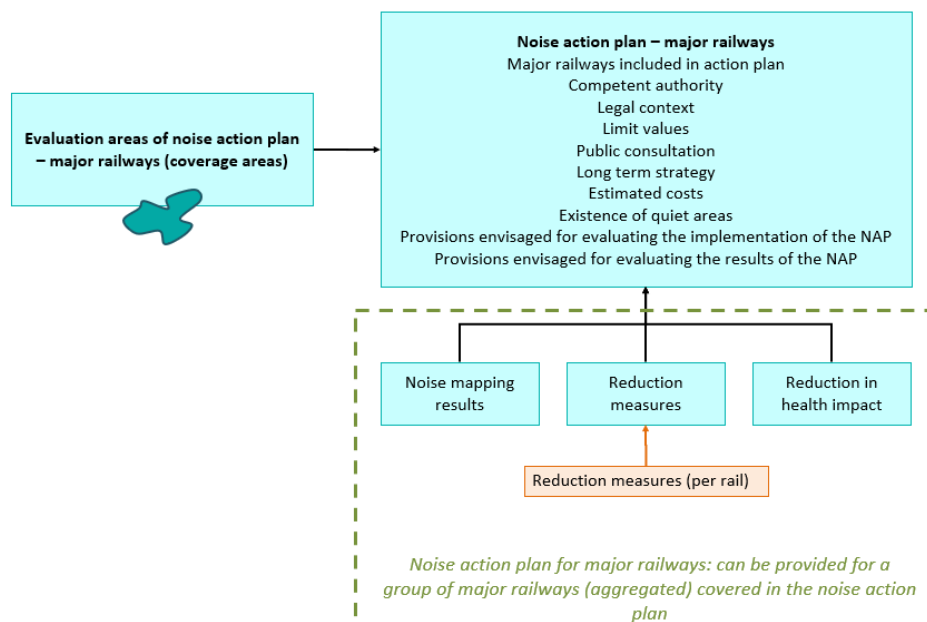 Noise action plan – major railways
Major railways included in action plan
Competent authority
Legal context
Limit values
Public consultation
Long term strategy
Estimated costs
Existence of quiet areas
Provisions envisaged for evaluating the implementation of the NAP
Provisions envisaged for evaluating the results of the NAP
Evaluation areas of noise action plan
– major railways (coverage areas)
Noise mapping
results
Reduction
measures
Reduction in
health impact
Reduction measures (per rail)
Noise action plan for major railways: can be provided for a
group of major railways (aggregated) covered in the noise action
plan